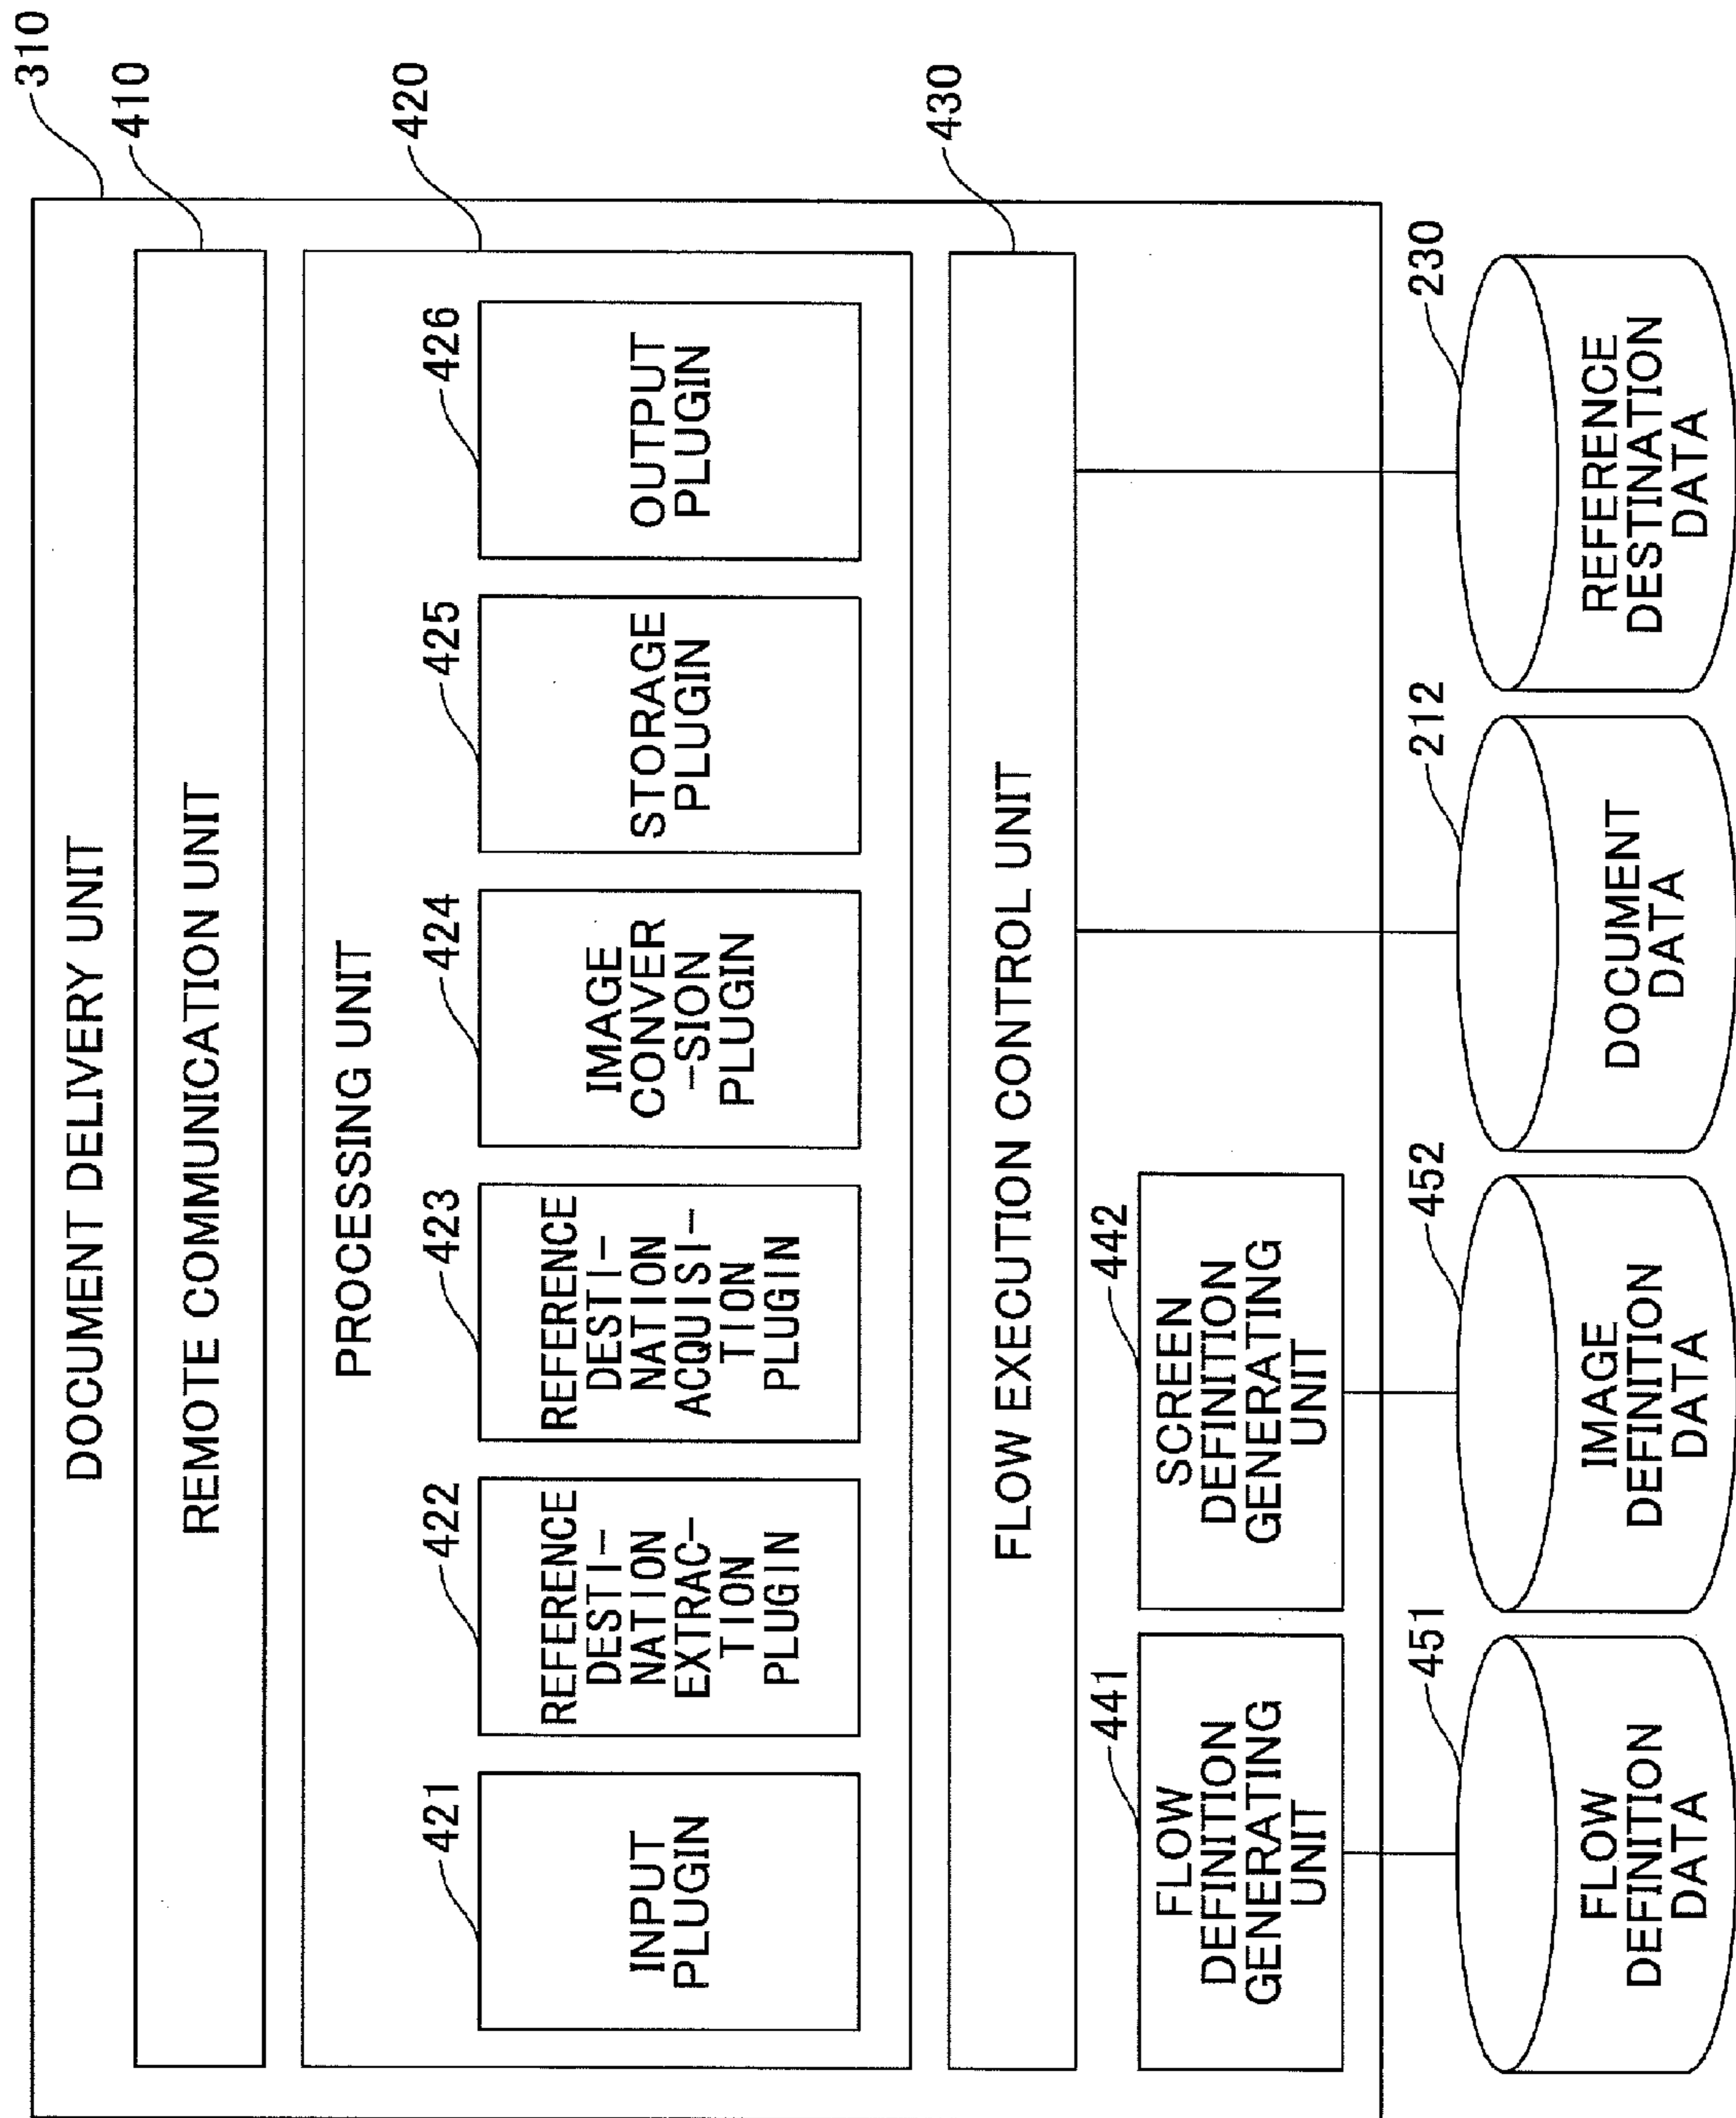 310
DOCUMENT DELIVERY UNIT
410
REMOTE COMMUNICATION UNIT
420
PROCESSING UNIT
421
INPUT
PLUGIN
422
REFERENCE
DESTI-
NATION
EXTRAC-
TION
PLUGIN
423
REFERENCE
DESTI-
NATION
ACQUISI-
TION
PLUGIN
424
IMAGE
CONVER
-SION
PLUGIN
425
STORAGE
PLUGIN
426
OUTPUT
PLUGIN
430
FLOW EXECUTION CONTROL UNIT
441
FLOW
DEFINITION
GENERATING
UNIT
442
SCREEN
DEFINITION
GENERATING
UNIT
451
FLOW
DEFINITION
DATA
452
IMAGE
DEFINITION
DATA
212
DOCUMENT
DATA
230
REFERENCE
DESTINATION
DATA